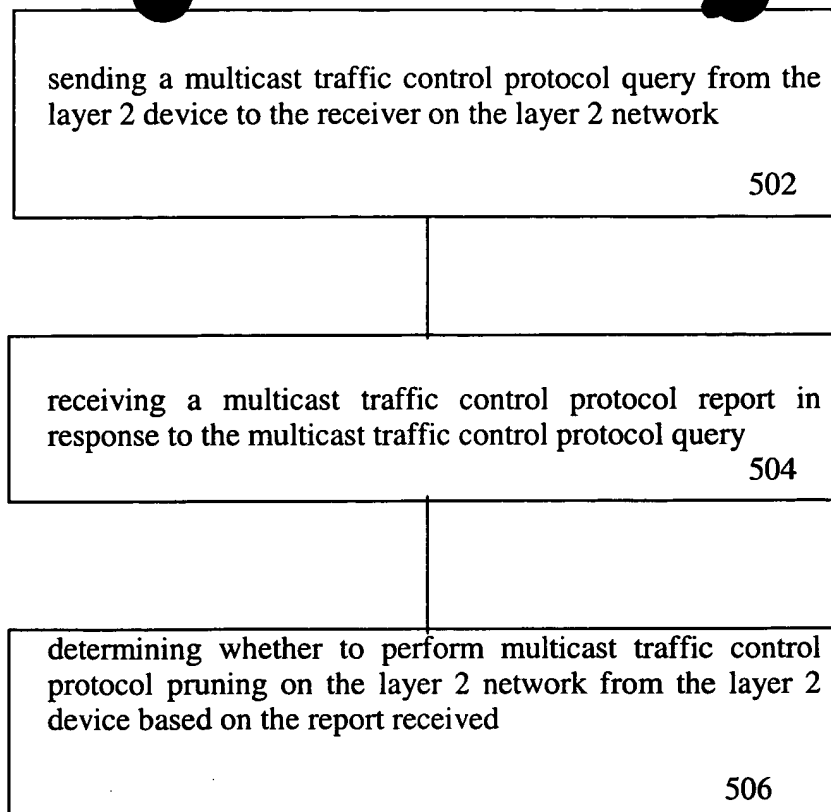 sending a multicast traffic control protocol query from the
layer 2 device to the receiver on the layer 2 network
502
receiving a multicast traffic control protocol report in
response to the multicast traffic control protocol query
504
determining whether to perform multicast traffic control
protocol pruning on the layer 2 network from the layer 2
device based on the report received
506